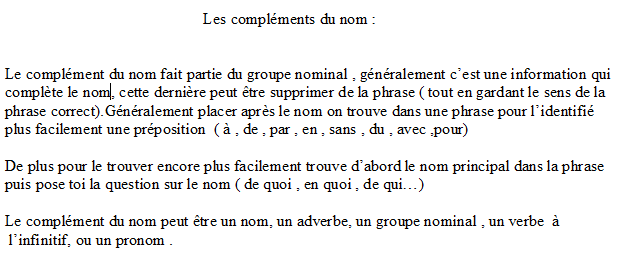 Les compléments du nom :
Le complément du nom fait partie du groupe nominal , généralement c’est une information qui
complète le nom, cette dernière peut être supprimer de la phrase ( tout en gardant le sens de la
phrase correct).Généralement placer après le nom on trouve dans une phrase pour l’identifié
plus facilement une préposition ( à , de , par , en , sans , du , avec ,pour)
De plus pour le trouver encore plus facilement trouve d’abord le nom principal dans la phrase
puis pose toi la question sur le nom ( de quoi , en quoi , de qui…)
Le complément du nom peut être un nom, un adverbe, un groupe nominal , un verbe à
l’infinitif, ou un pronom .